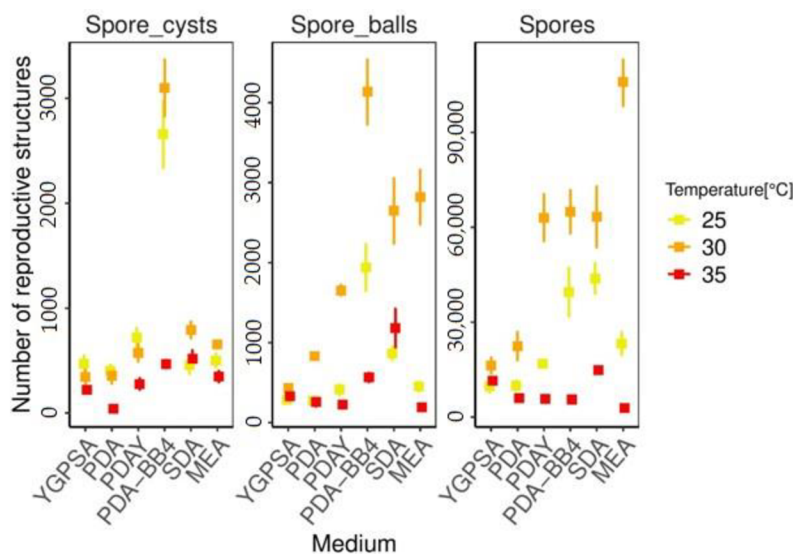 Spore_cysts Spore_balls Spores
Number of reproductive structures
3000
2000
1000
0
4000
3000
2000
1000
0
90,000
60,000
30,000
0
YGPSA PDA PDAY PDA-BB4 SDA MEA
YGPSA PDA PDAY PDA-BB4 SDA MEA
YGPSA PDA PDAY PDA-BB4 SDA MEA
Medium
Temperature[°C]
25
30
35